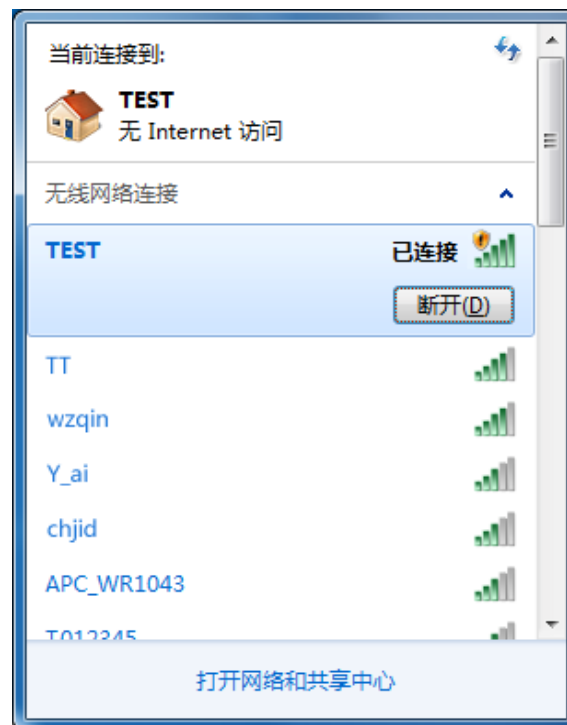 当前连接到:
TEST
无 Internet 访问
无线网络连接
TEST 已连接
断开(D)
TT
wzqin
Y_ai
chjid
APC_WR1043
T012345
打开网络和共享中心